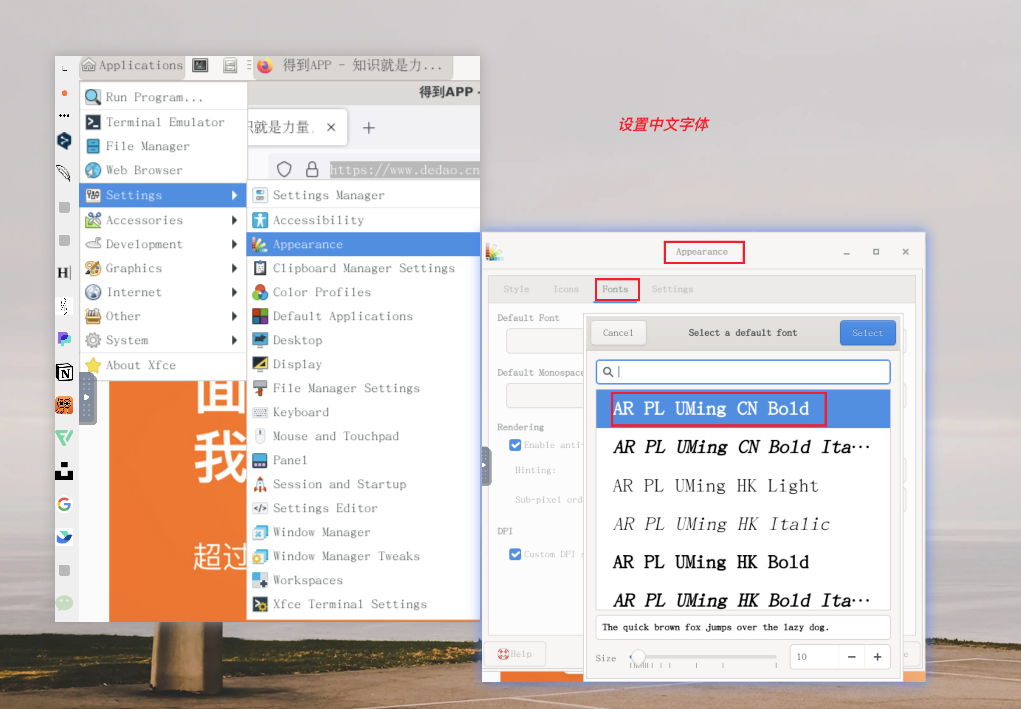 Applications
得到APP - 知识就是力...
Run Program...
Terminal Emulator
File Manager
Web Browser
Settings
Accessories
Development
Graphics
Internet
Other
System
About Xfce
得到APP -
识就是力量
https://www.dedao.cn
Settings Manager
Accessibility
Appearance
Clipboard Manager Settings
Color Profiles
Default Applications
Desktop
Display
File Manager Settings
Keyboard
Mouse and Touchpad
Panel
Session and Startup
Settings Editor
Window Manager
Window Manager Tweaks
Workspaces
Xfce Terminal Settings
面
我
超过
设置中文字体
Appearance
Style Icons Fonts Settings
Default Font
Default Monospace
Rendering
Enable anti-
Hinting:
Sub-pixel ord
DPI
Custom DPI s
Help
Cancel Select a default font Select
AR PL UMing CN Bold
AR PL UMing CN Bold Ita…
AR PL UMing HK Light
AR PL UMing HK Italic
AR PL UMing HK Bold
AR PL UMing HK Bold Ita…
The quick brown fox jumps over the lazy dog.
Size 10